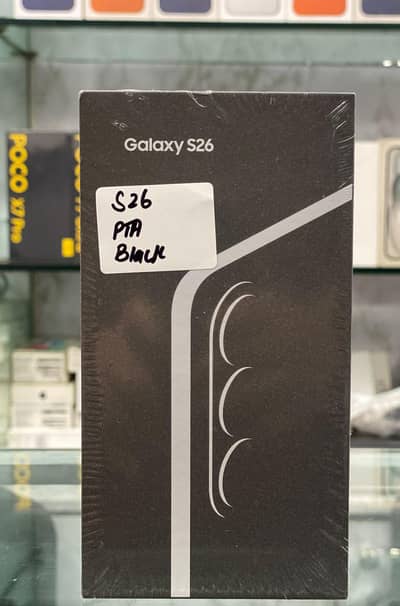 Galaxy S26
S26
PTA
Black
POCO X7 Pro